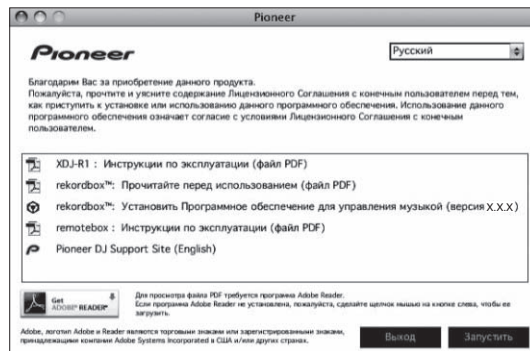 Pioneer
Pioneer
Русский
Благодарим Вас за приобретение данного продукта.
Пожалуйста, прочтите и уясните содержание Лицензионного Соглашения с конечным пользователем перед тем,
как приступить к установке или использованию данного программного обеспечения. Использование данного
программного обеспечения означает согласие с условиями Лицензионного Соглашения с конечным
пользователем.
XDJ-R1 : Инструкции по эксплуатации (файл PDF)
rekordbox™: Прочитайте перед использованием (файл PDF)
rekordbox™: Установить Программное обеспечение для управления музыкой (версия X.X.X)
remotebox : Инструкции по эксплуатации (файл PDF)
Pioneer DJ Support Site (English)
Get
ADOBE® READER®
Для просмотра файла PDF требуется программа Adobe Reader.
Если программа Adobe Reader не установлена, пожалуйста, сделайте щелчок мышью на кнопке слева, чтобы ее
загрузить.
Adobe, логотип Adobe и Reader являются торговыми знаками или зарегистрированными знаками,
принадлежащими компании Adobe Systems Incorporated в США и/или других странах.
Выход
Запустить